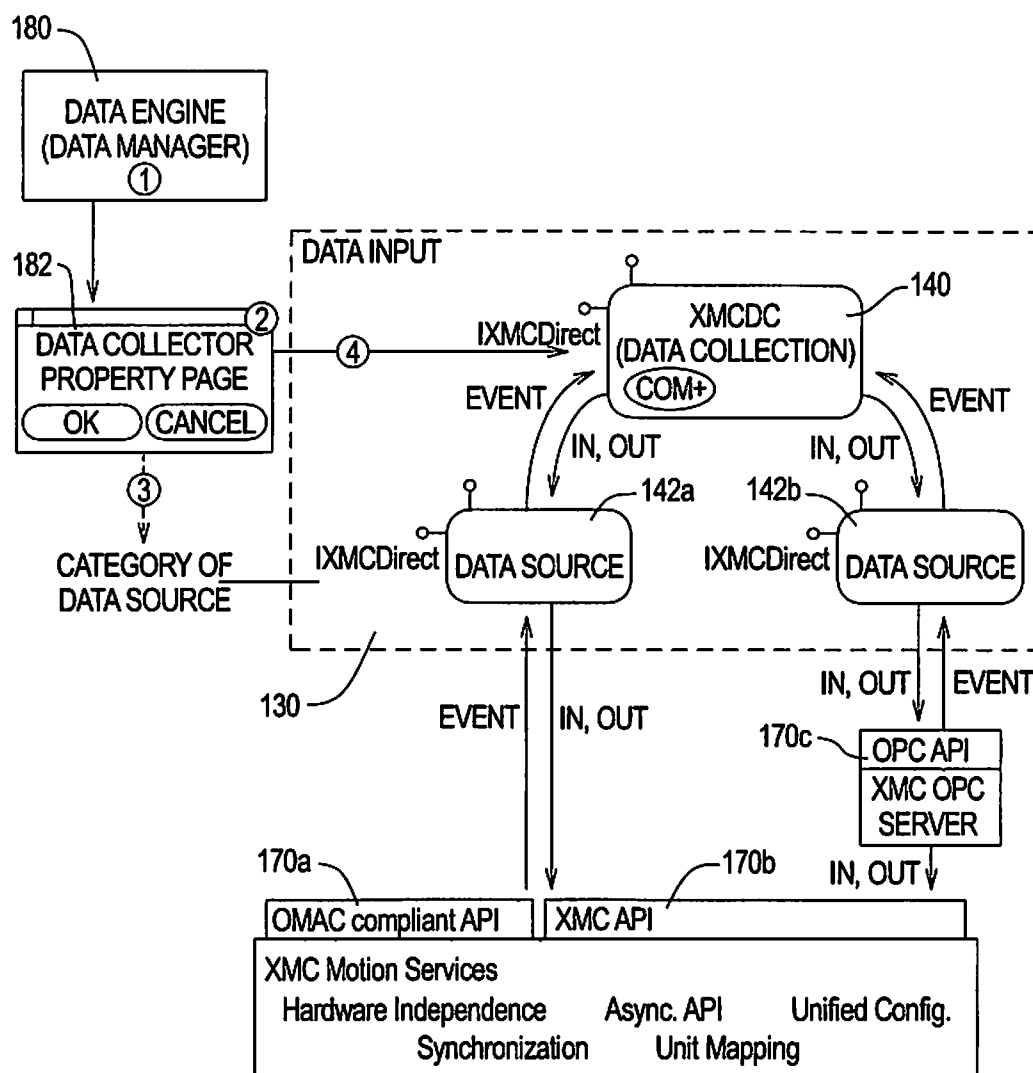 180
DATA ENGINE
(DATA MANAGER)
1
182
2
DATA COLLECTOR
PROPERTY PAGE
OK
CANCEL
3
CATEGORY OF
DATA SOURCE
4
DATA INPUT
IXMCDirect
140
XMCDC
(DATA COLLECTION)
COM+
EVENT
IN, OUT
IN, OUT
EVENT
142a
IXMCDirect
DATA SOURCE
142b
IXMCDirect
DATA SOURCE
130
EVENT
IN, OUT
IN, OUT
EVENT
170c
OPC API
XMC OPC
SERVER
IN, OUT
170a
OMAC compliant API
170b
XMC API
XMC Motion Services
Hardware Independence Async. API Unified Config.
Synchronization Unit Mapping